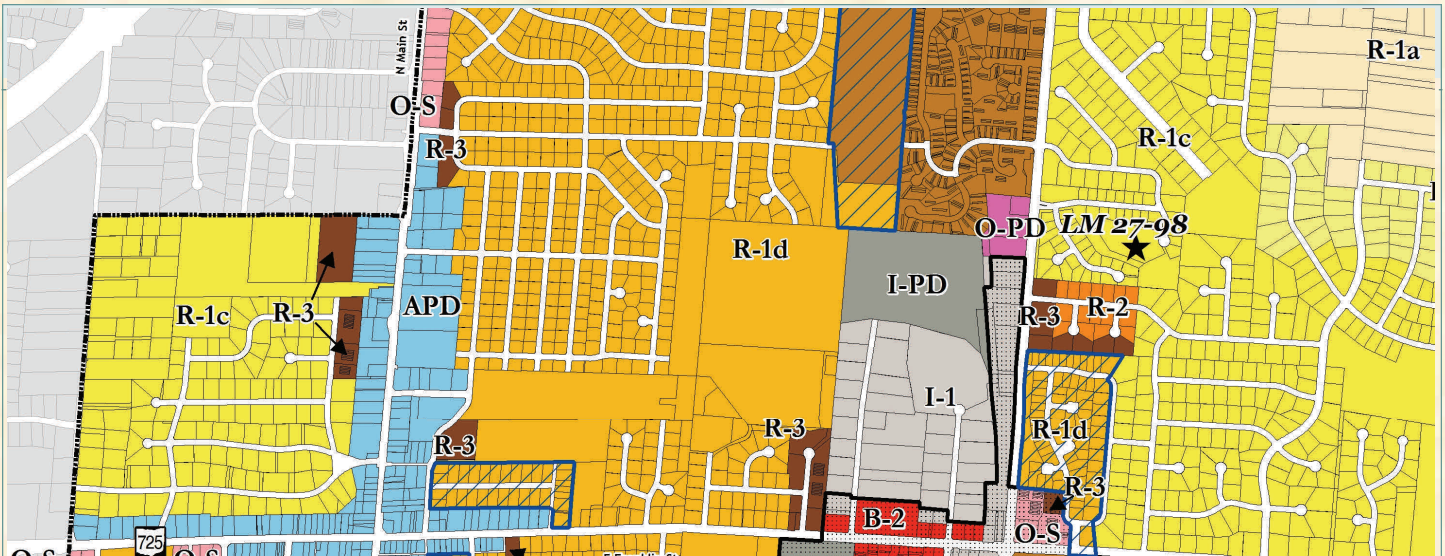 N Main St
R-1a
O-S
R-1c
R-3
LM 27-98
O-PD
R-1d
I-PD
R-1c
R-3
APD
R-3
R-2
I-1
R-3
R-3
R-1d
R-3
B-2
O-S
725
O-S
O-S